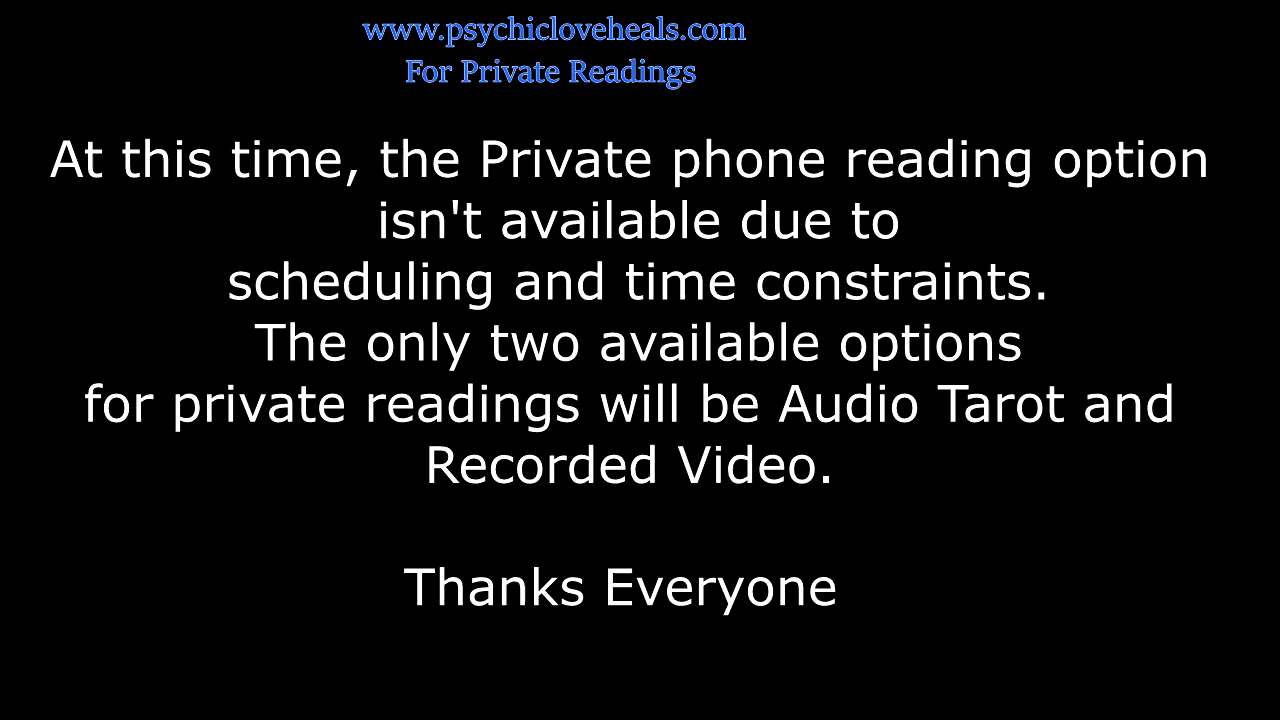 www.psychicloveheals.com
For Private Readings
At this time, the Private phone reading option
isn't available due to
scheduling and time constraints.
The only two available options
for private readings will be Audio Tarot and
Recorded Video.
Thanks Everyone